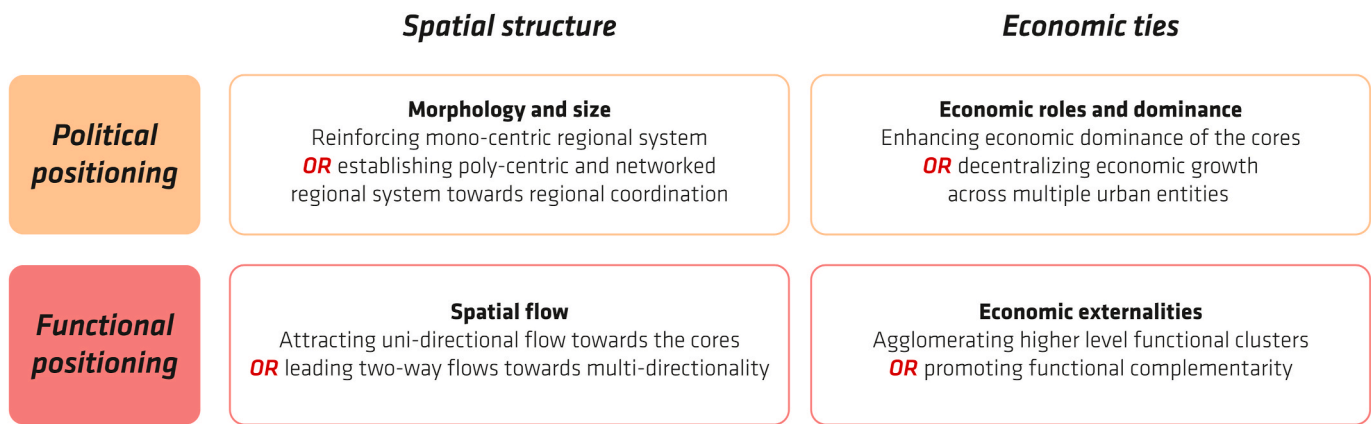 Spatial structure
Economic ties
Political
positioning
Morphology and size
Reinforcing mono-centric regional system
OR establishing poly-centric and networked
regional system towards regional coordination
Economic roles and dominance
Enhancing economic dominance of the cores
OR decentralizing economic growth
across multiple urban entities
Functional
positioning
Spatial flow
Attracting uni-directional flow towards the cores
OR leading two-way flows towards multi-directionality
Economic externalities
Agglomerating higher level functional clusters
OR promoting functional complementarity